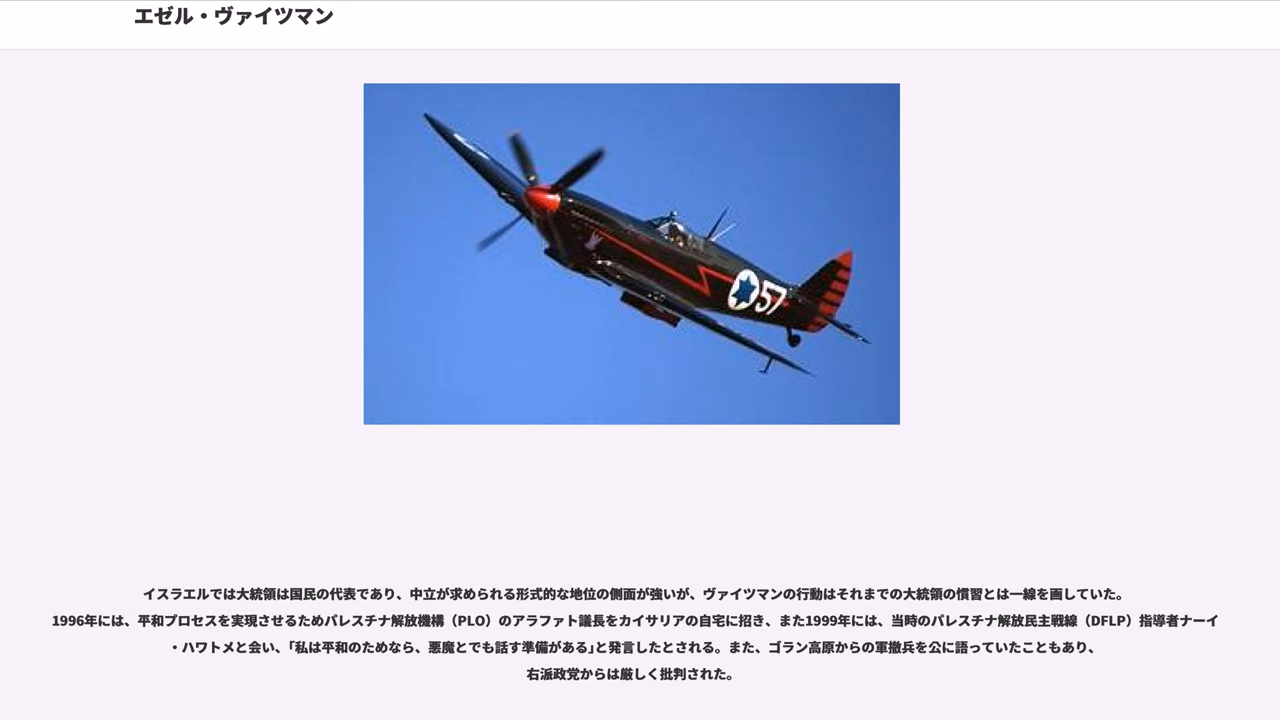 エゼル・ヴァイツマン
57
イスラエルでは大統領は国民の代表であり、中立が求められる形式的な地位の側面が強いが、ヴァイツマンの行動はそれまでの大統領の慣習とは一線を画していた。
1996年には、平和プロセスを実現させるためパレスチナ解放機構（PLO）のアラファト議長をカイサリアの自宅に招き、また1999年には、当時のパレスチナ解放民主戦線（DFLP）指導者ナーイ
・ハワトメと会い、「私は平和のためなら、悪魔とでも話す準備がある」と発言したとされる。また、ゴラン高原からの軍撤兵を公に語っていたこともあり、
右派政党からは厳しく批判された。